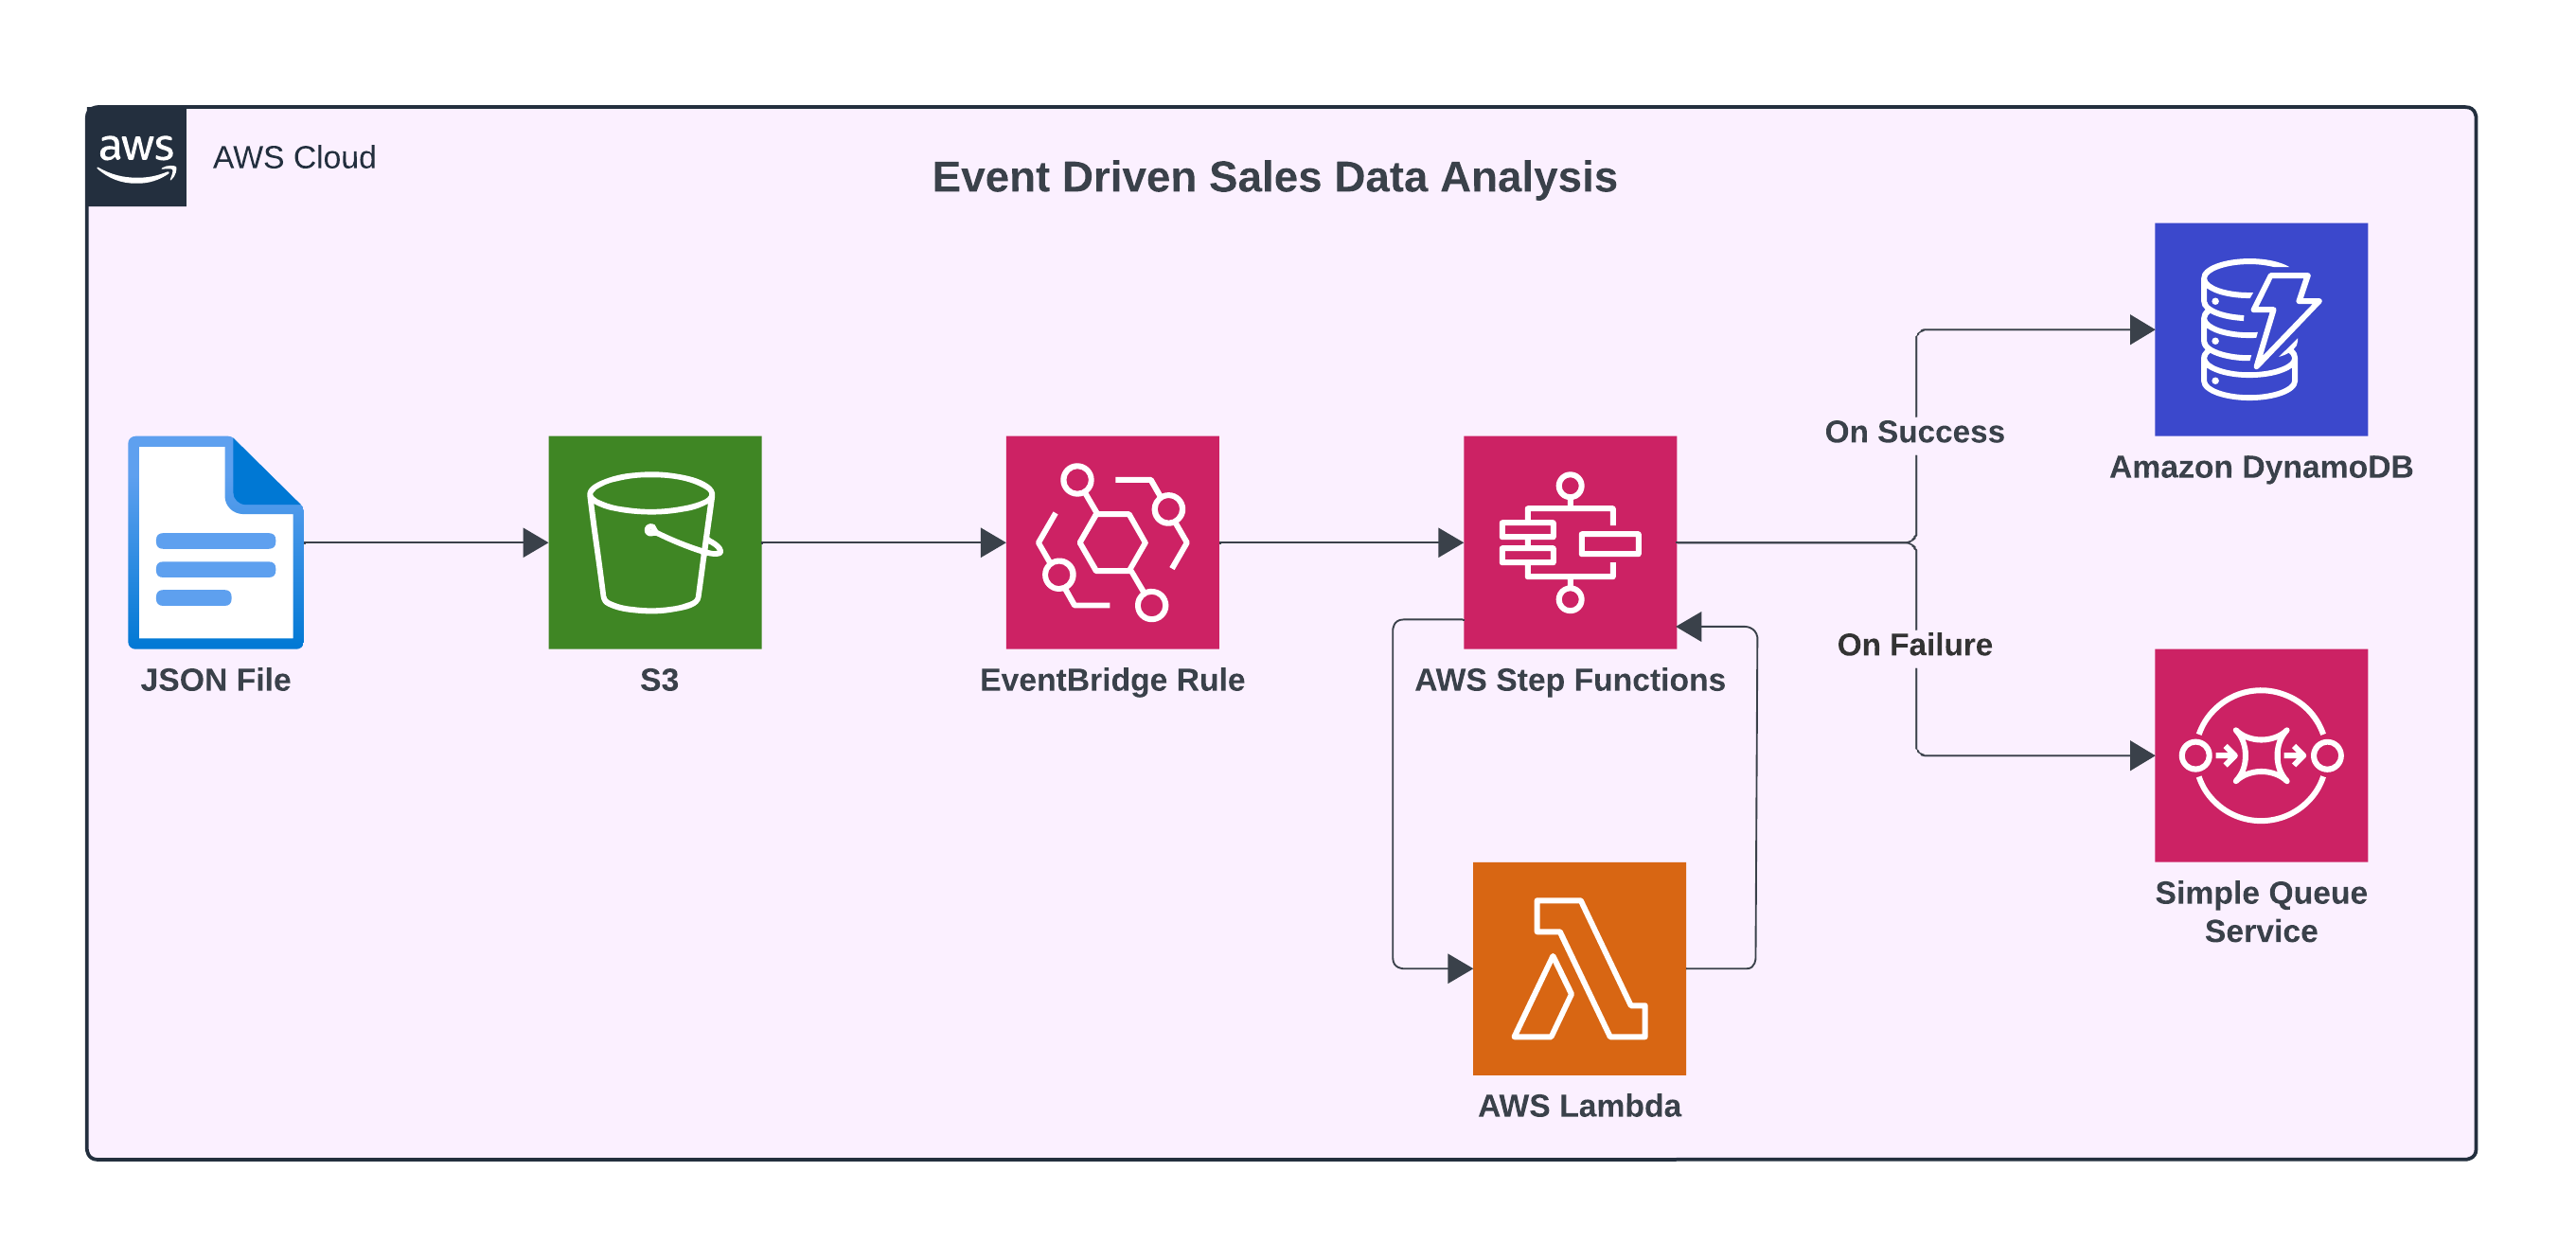 aws
AWS Cloud
Event Driven Sales Data Analysis
On Success
Amazon DynamoDB
On Failure
JSON File
S3
EventBridge Rule
AWS Step Functions
Simple Queue
Service
AWS Lambda